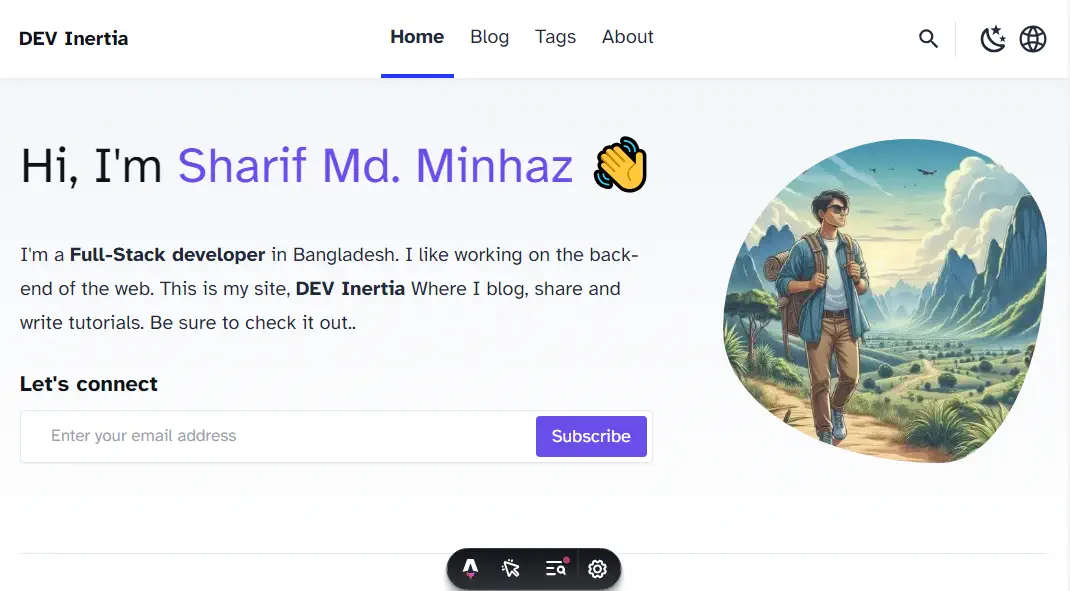 DEV Inertia
Home Blog Tags About
Hi, I'm Sharif Md. Minhaz 👋
I'm a Full-Stack developer in Bangladesh. I like working on the back-
end of the web. This is my site, DEV Inertia Where I blog, share and
write tutorials. Be sure to check it out..
Let's connect
Enter your email address
Subscribe